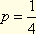 p = 1/4